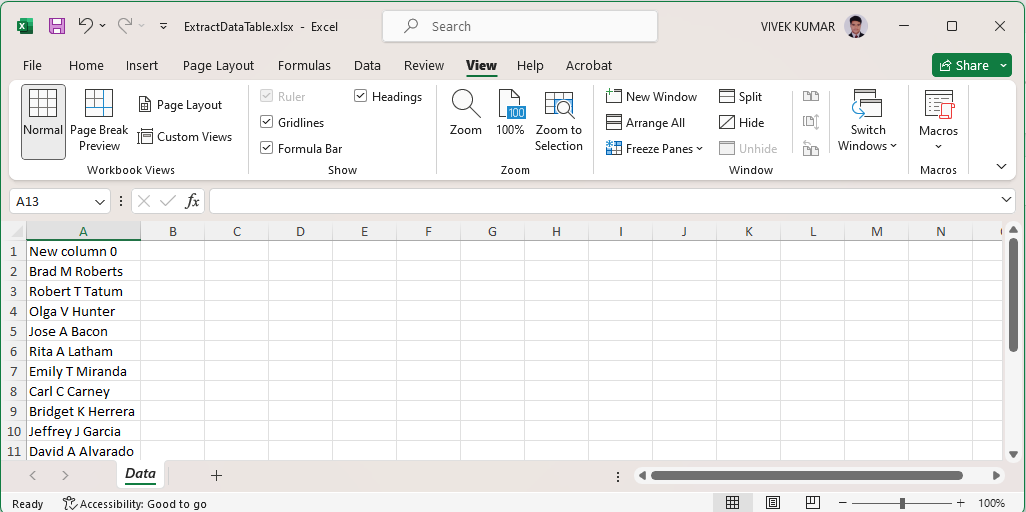 ExtractDataTable.xlsx - Excel
Search
VIVEK KUMAR
File Home Insert Page Layout Formulas Data Review View Help Acrobat
Share
Normal
Page Break Preview
Page Layout
Custom Views
Workbook Views
Ruler
Gridlines
Formula Bar
Headings
Show
Zoom
100
100%
Zoom to Selection
Zoom
New Window
Arrange All
Freeze Panes
Split
Hide
Unhide
Switch Windows
Window
Macros
Macros
A13
fx
A B C D E F G H I J K L M N
1 New column 0
2 Brad M Roberts
3 Robert T Tatum
4 Olga V Hunter
5 Jose A Bacon
6 Rita A Latham
7 Emily T Miranda
8 Carl C Carney
9 Bridget K Herrera
10 Jeffrey J Garcia
11 David A Alvarado
Data
Ready
Accessibility: Good to go
100%